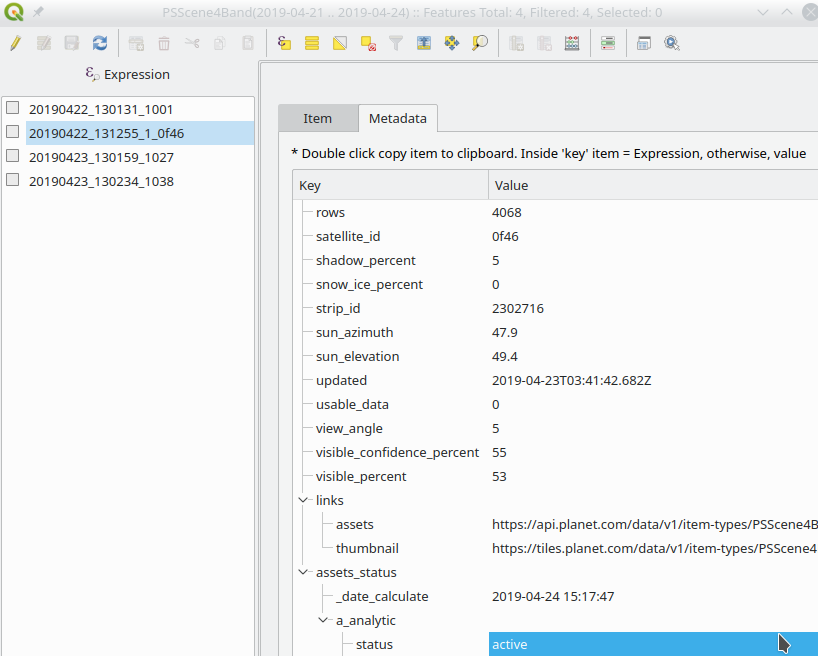 PSScene4Band(2019-04-21 .. 2019-04-24) :: Features Total: 4, Filtered: 4, Selected: 0
Expression
20190422_130131_1001
20190422_131255_1_0f46
20190423_130159_1027
20190423_130234_1038
Item Metadata
* Double click copy item to clipboard. Inside 'key' item = Expression, otherwise, value
Key Value
rows 4068
satellite_id 0f46
shadow_percent 5
snow_ice_percent 0
strip_id 2302716
sun_azimuth 47.9
sun_elevation 49.4
updated 2019-04-23T03:41:42.682Z
usable_data 0
view_angle 5
visible_confidence_percent 55
visible_percent 53
links
assets https://api.planet.com/data/v1/item-types/PSScene4B
thumbnail https://tiles.planet.com/data/v1/item-types/PSScene4
assets_status
_date_calculate 2019-04-24 15:17:47
a_analytic
status active